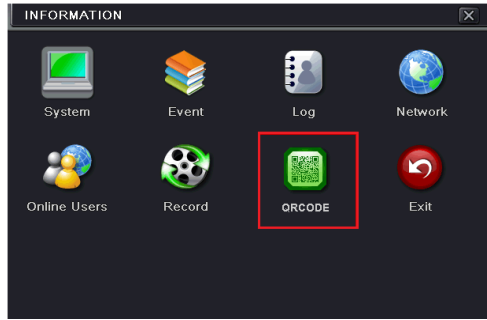 INFORMATION
System Event Log Network
Online Users Record QRCODE Exit